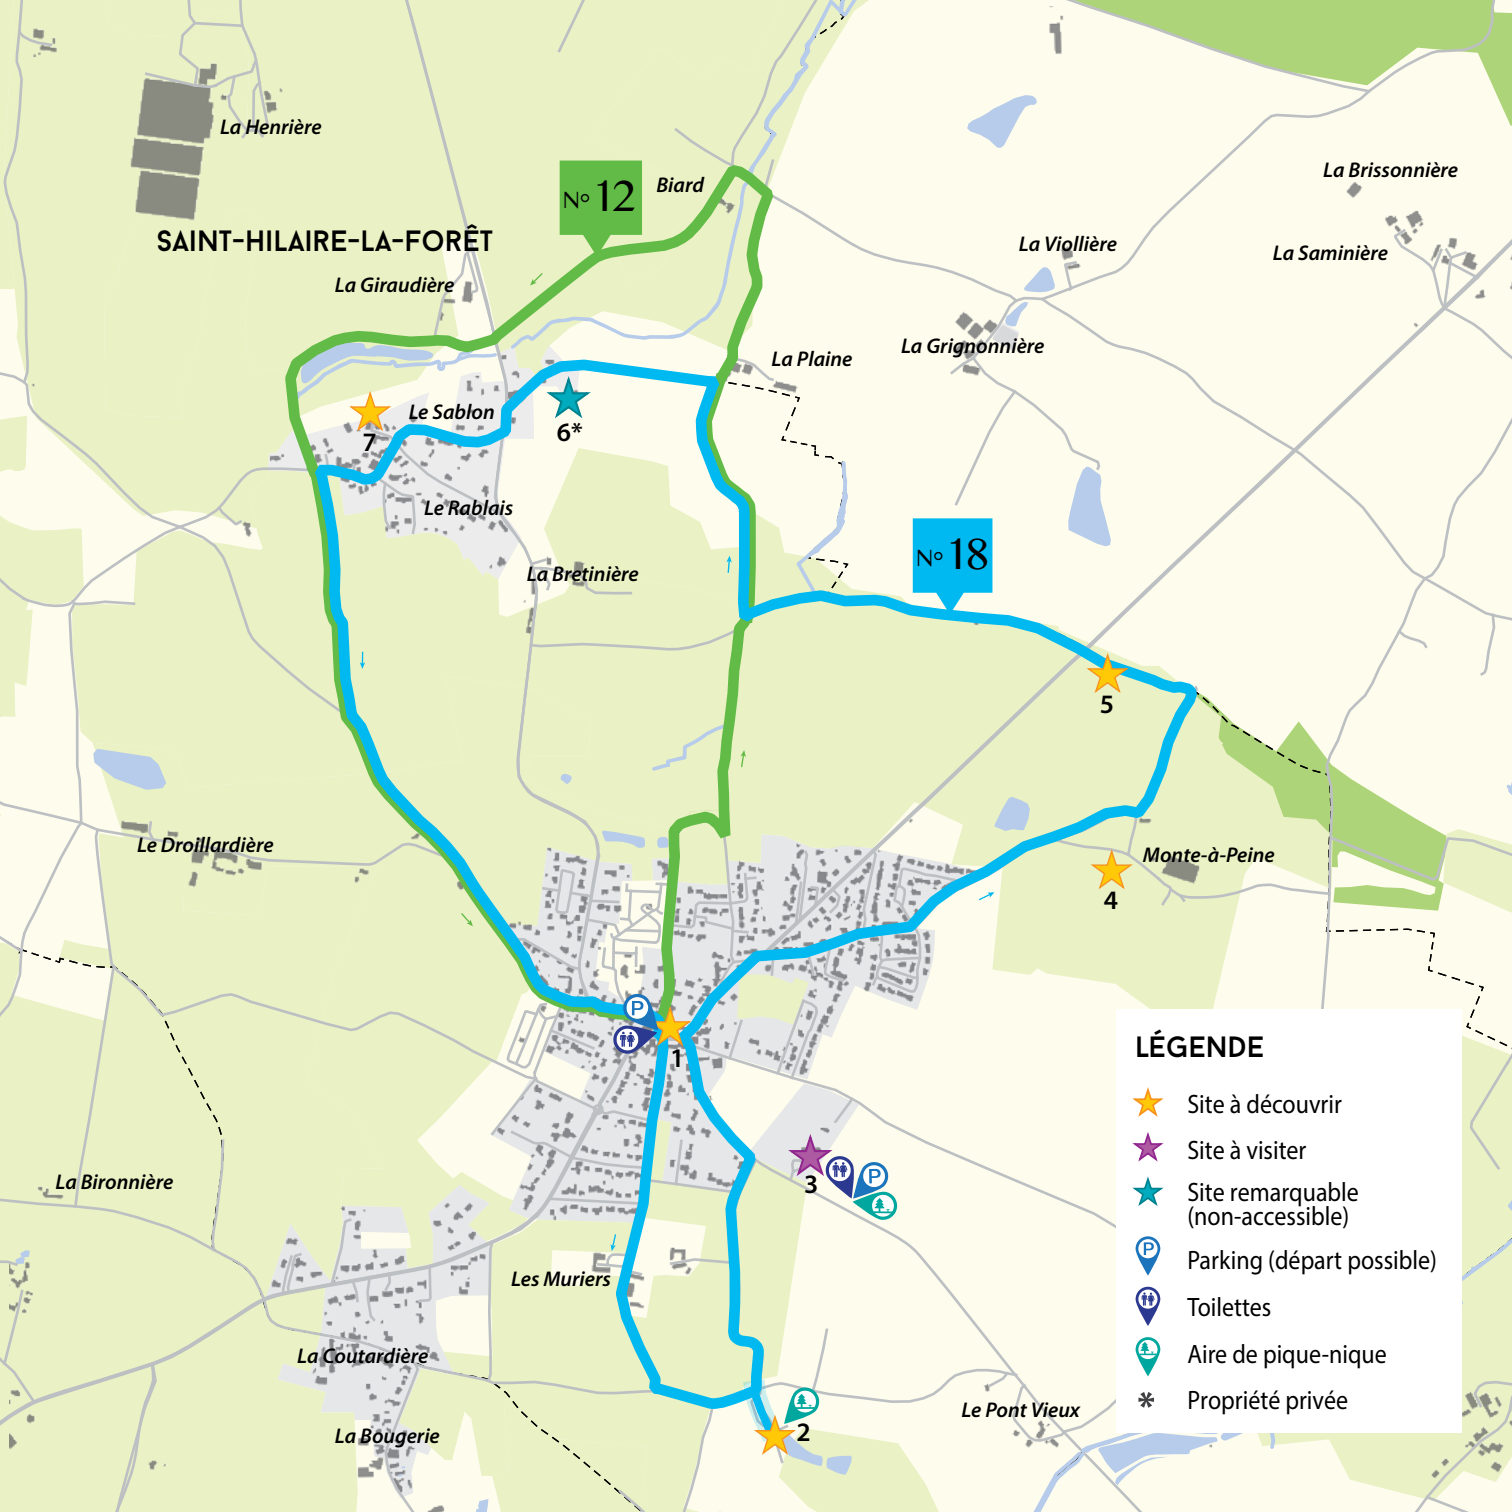 La Henrière
La Brissonnière
Biard
N° 12
SAINT-HILAIRE-LA-FORÊT
La Viollière
La Saminière
La Giraudière
La Grignonnière
La Plaine
Le Sablon
6*
7
Le Rablais
N° 18
La Bretinière
5
Le Droillardière
Monte-à-Peine
4
P
1
LÉGENDE
Site à découvrir
Site à visiter
Site remarquable
(non-accessible)
P
Parking (départ possible)
Toilettes
Aire de pique-nique
*
Propriété privée
3
P
La Bironnière
Les Muriers
La Coutardière
Le Pont Vieux
2
La Bougerie